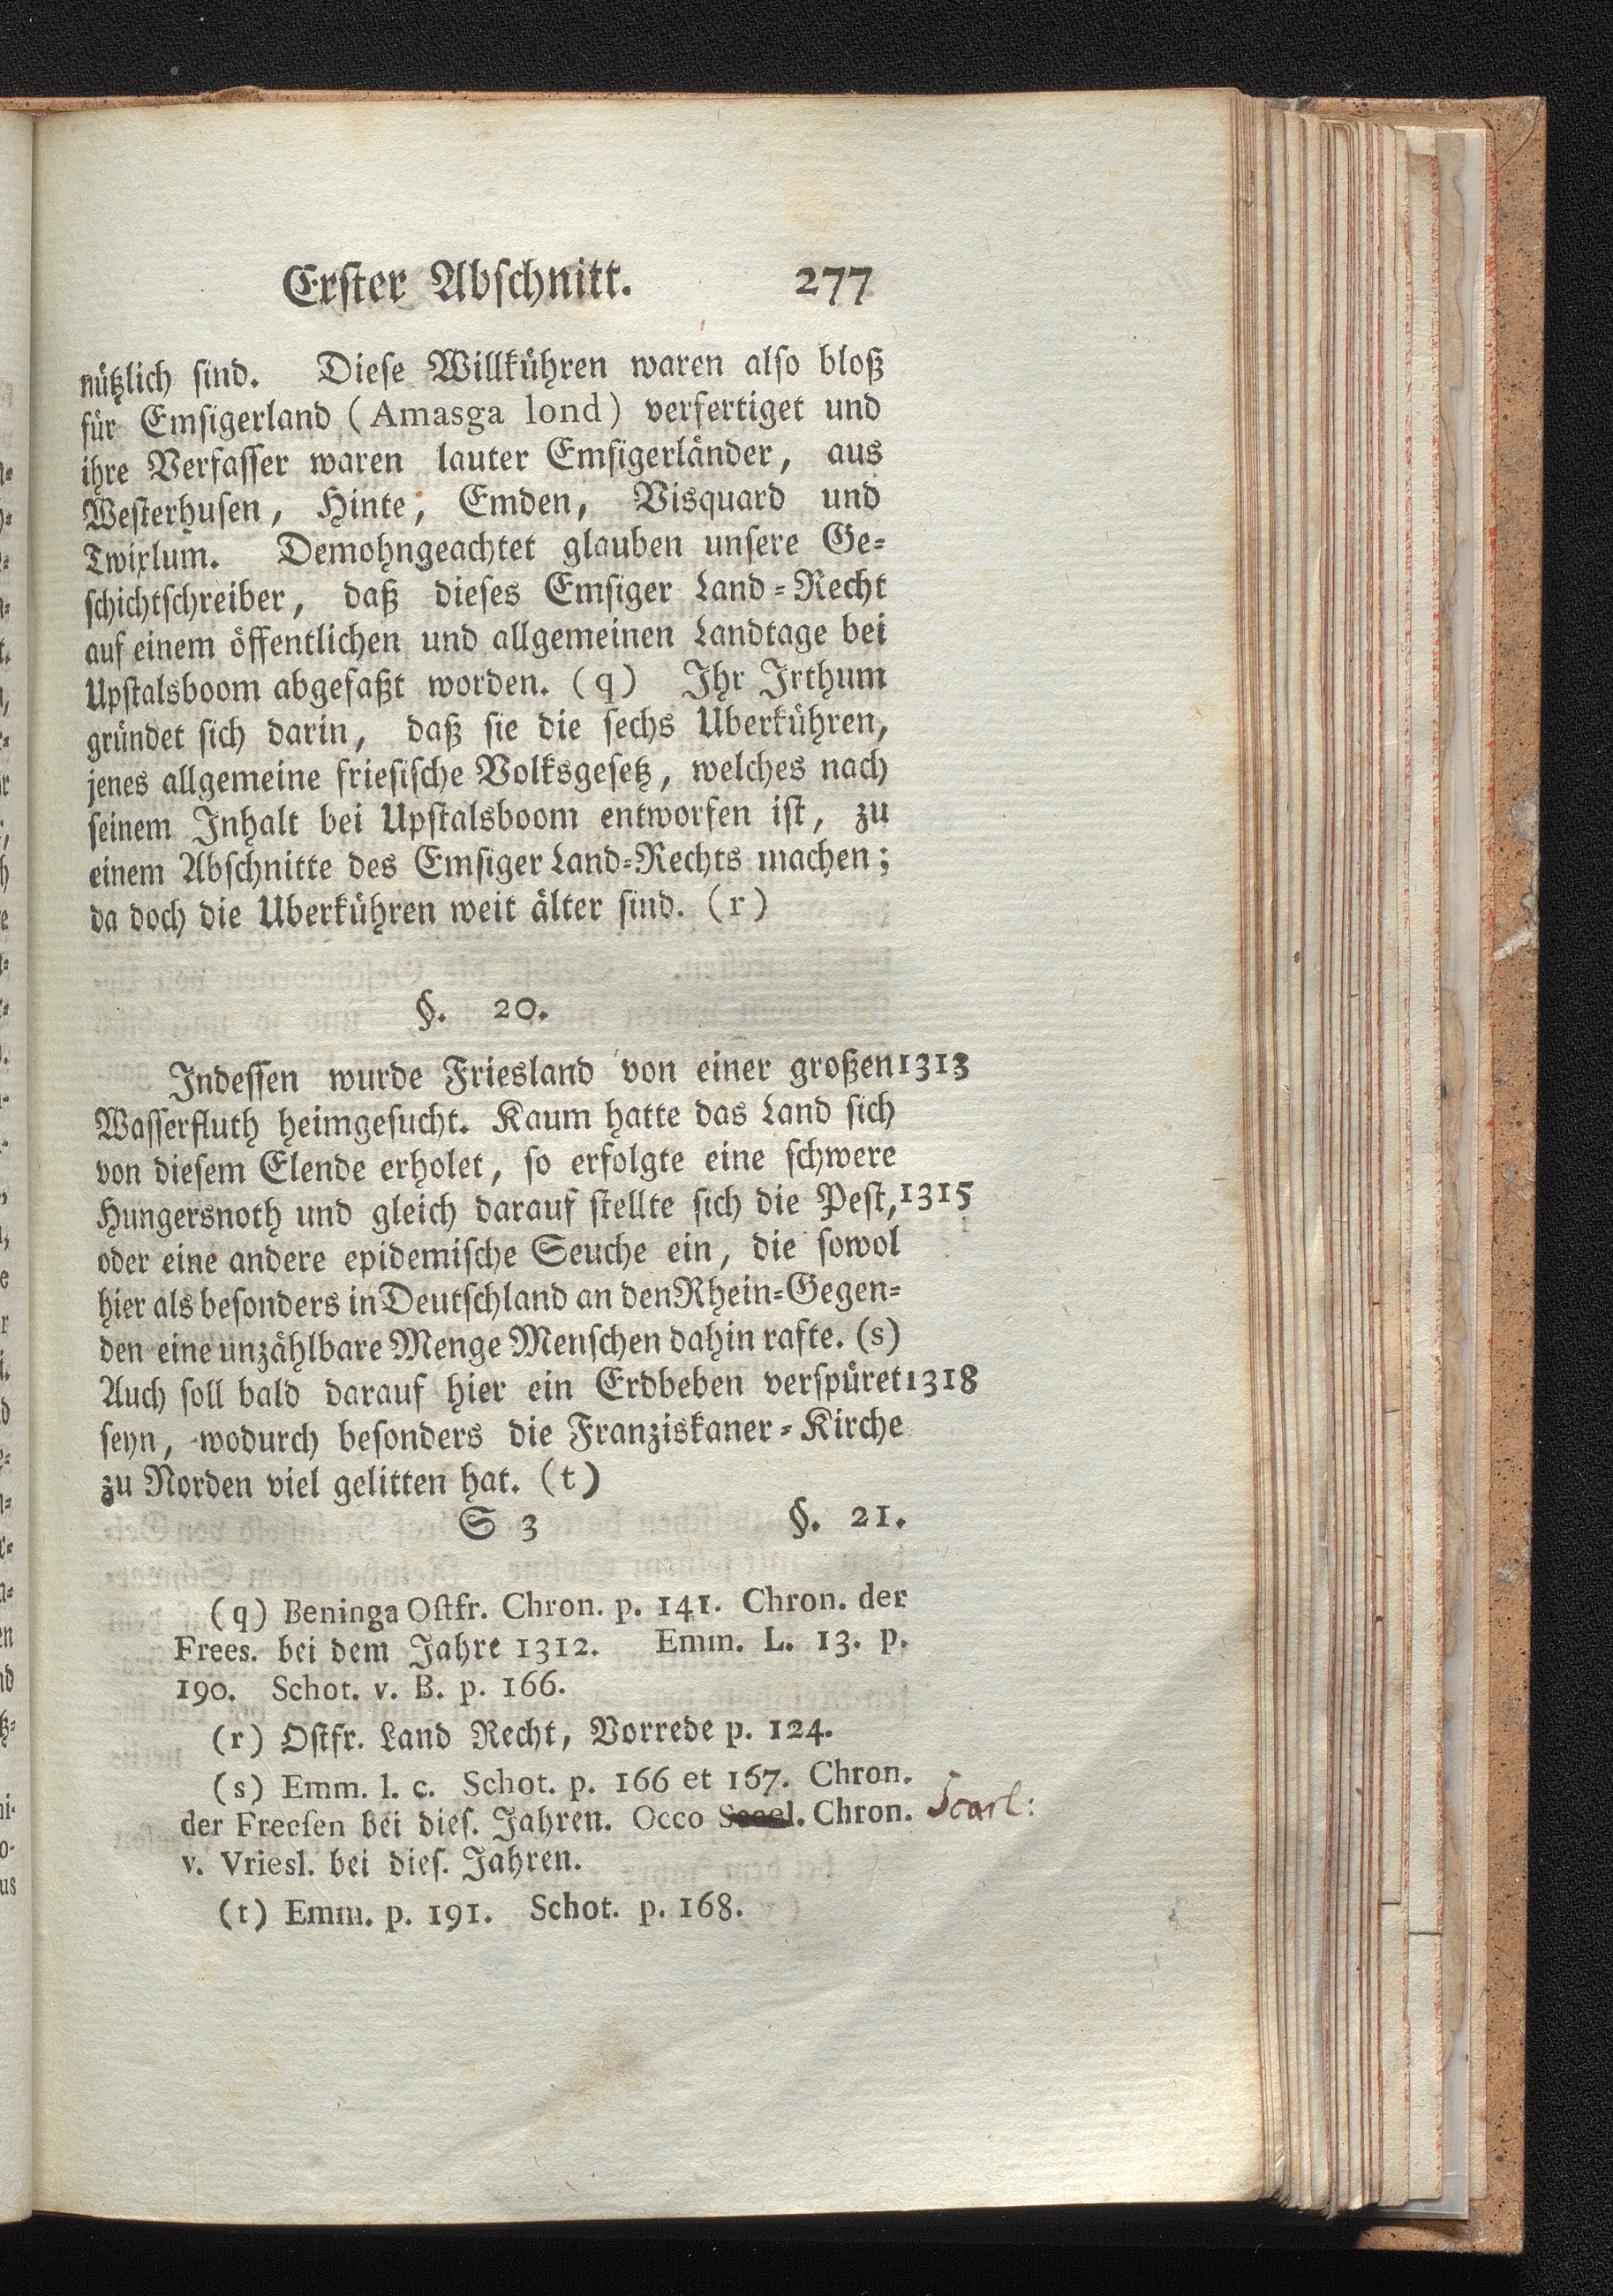 Erster Abschnitt. 277
nützlich sind. Diese Willkühren waren also bloß
für Emsigerland (Amasga lond) verfertiget und
ihre Verfasser waren lauter Emsigerländer, aus
Westerhusen, Hinte, Emden, Visquard und
Twixlum. Demohngeachtet glauben unsere Ge-
schichtschreiber, daß dieses Emsiger Land-Recht
auf einem öffentlichen und allgemeinen Landtage bei
Upstalsboom abgefaßt worden. (q) Ihr Irthum
gründet sich darin, daß sie die sechs Uberkühren,
jenes allgemeine friesische Volksgesetz, welches nach
seinem Inhalt bei Upstalsboom entworfen ist, zu
einem Abschnitte des Emsiger Land-Rechts machen;
da doch die Uberkühren weit älter sind. (r)
§. 20.
Indessen wurde Friesland von einer großen 1313
Wasserfluth heimgesucht. Kaum hatte das Land sich
von diesem Elende erholet, so erfolgte eine schwere
Hungersnoth und gleich darauf stellte sich die Pest, 1315
oder eine andere epidemische Seuche ein, die sowol
hier als besonders in Deutschland an den Rhein-Gegen-
den eine unzählbare Menge Menschen dahin rafte. (s)
Auch soll bald darauf hier ein Erdbeben verspüret 1318
seyn, wodurch besonders die Franziskaner-Kirche
zu Norden viel gelitten hat. (t)
S 3 §. 21.
(q) Beninga Ostfr. Chron. p. 141. Chron. der
Frees. bei dem Jahre 1312. Emm. L. 13. p.
190. Schot. v. B. p. 166.
(r) Ostfr. Land Recht, Vorrede p. 124.
(s) Emm. l. c. Schot. p. 166 et 167. Chron.
der Freesen bei dies. Jahren. Occo Chron. Scarl:
v. Vriesl. bei dies. Jahren.
(t) Emm. p. 191. Schot. p. 168.